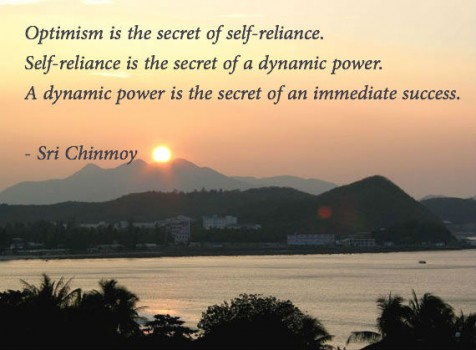 Optimism is the secret of self-reliance.
Self-reliance is the secret of a dynamic power.
A dynamic power is the secret of an immediate success.
- Sri Chinmoy